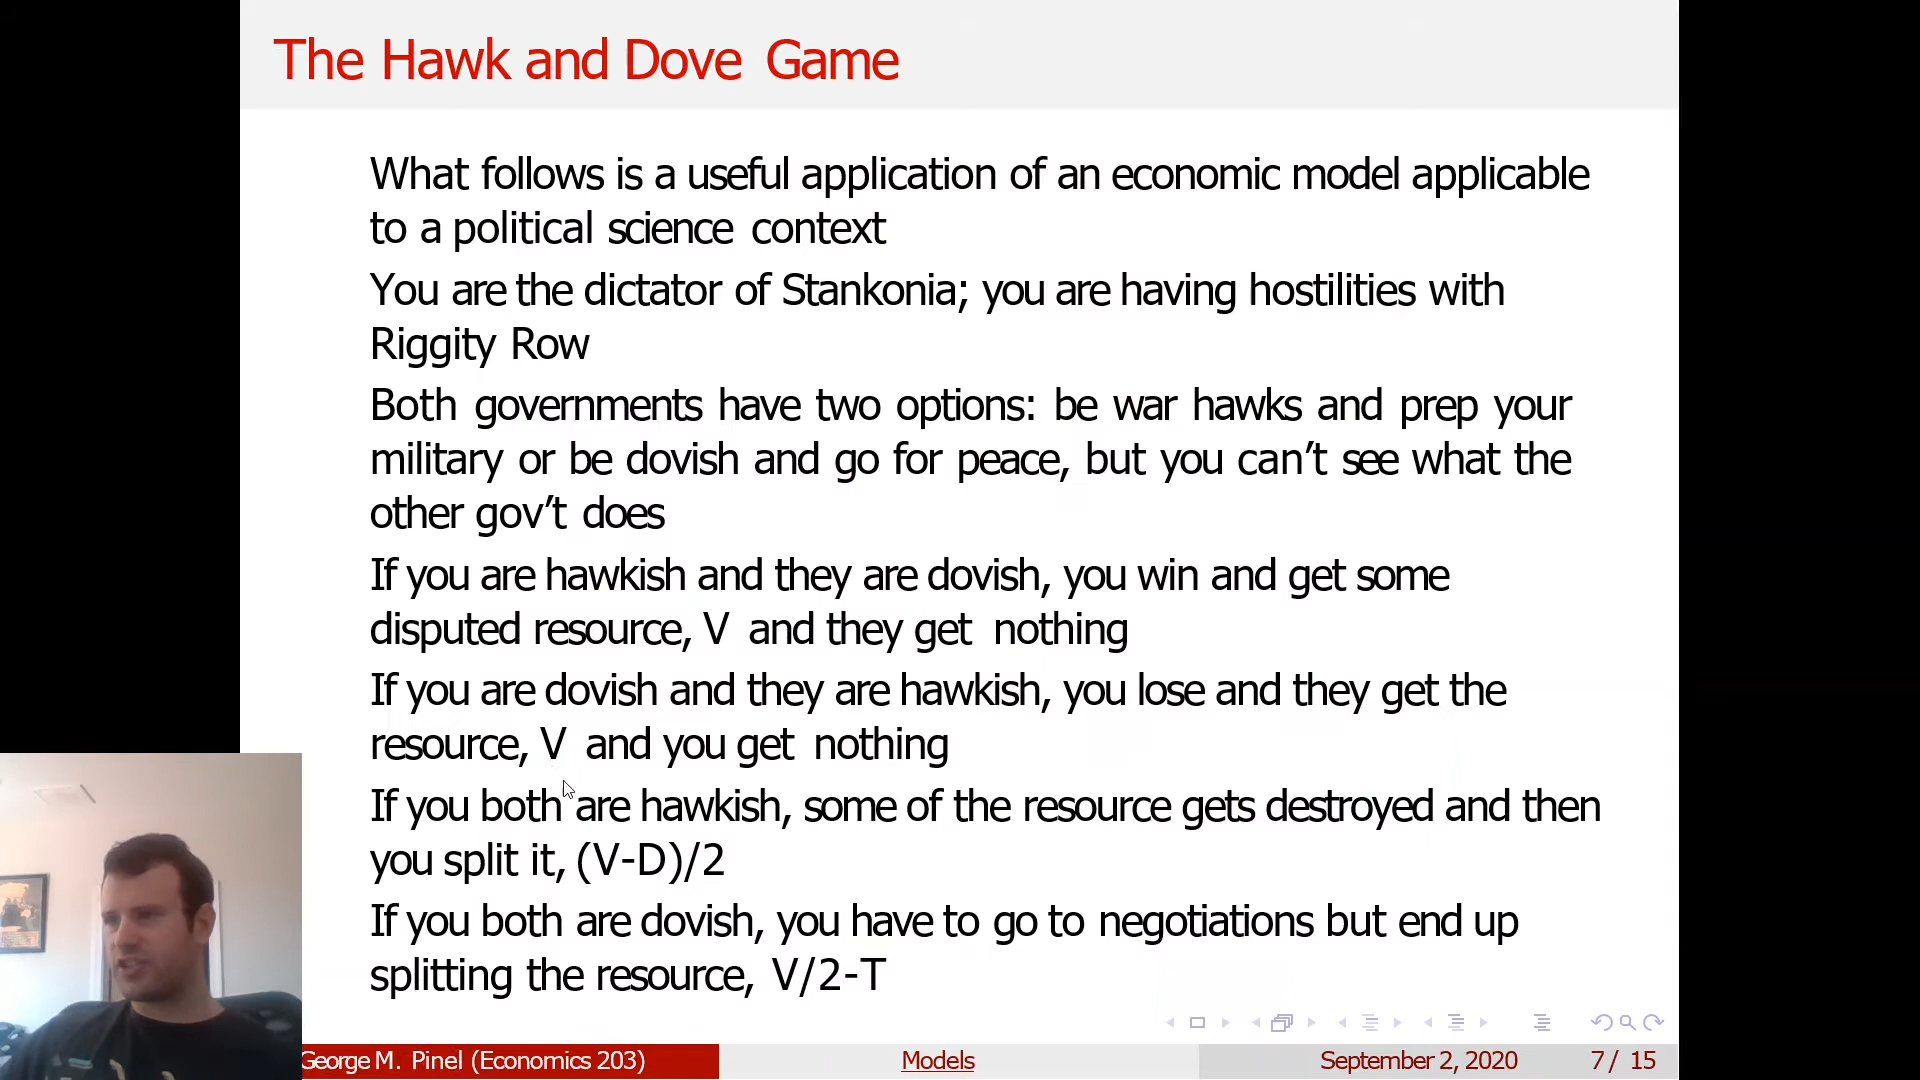 The Hawk and Dove Game
What follows is a useful application of an economic model applicable
to a political science context
You are the dictator of Stankonia; you are having hostilities with
Riggity Row
Both governments have two options: be war hawks and prep your
military or be dovish and go for peace, but you can’t see what the
other gov’t does
If you are hawkish and they are dovish, you win and get some
disputed resource, V and they get nothing
If you are dovish and they are hawkish, you lose and they get the
resource, V and you get nothing
If you both are hawkish, some of the resource gets destroyed and then
you split it, (V-D)/2
If you both are dovish, you have to go to negotiations but end up
splitting the resource, V/2-T
George M. Pinel (Economics 203)
Models
September 2, 2020
7 / 15